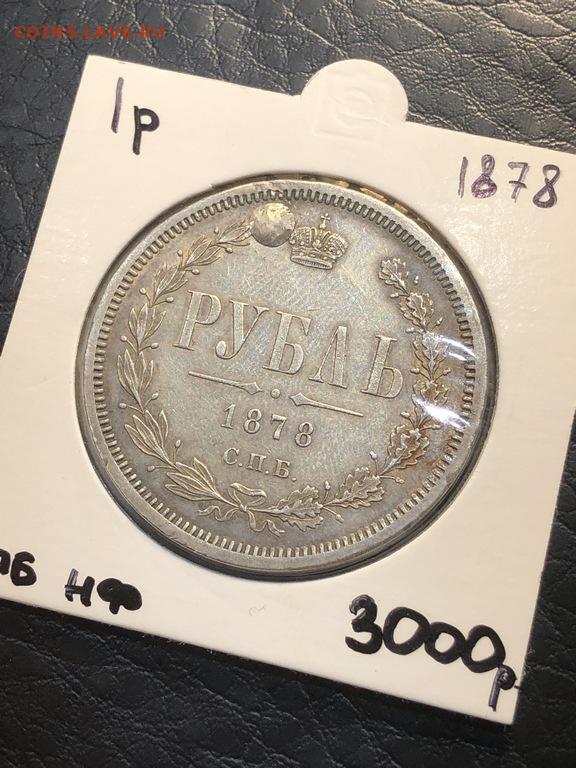 COINS.LAVE.RU
1р
1878
РУБЛЬ
1878
С.П.Б.
НФ
3000р-